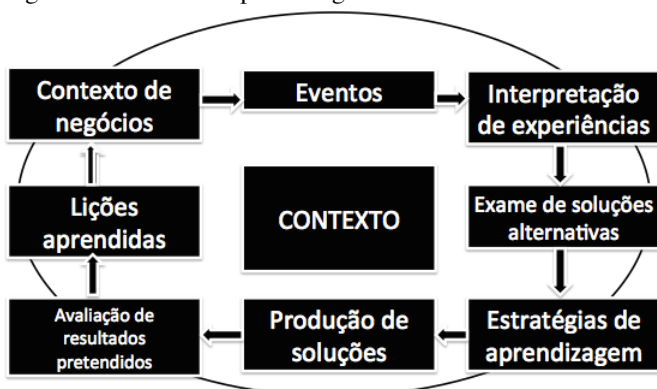 Contexto de
negócios
Eventos
Interpretação
de experiências
Lições
aprendidas
CONTEXTO
Exame de soluções
alternativas
Avaliação de
resultados
pretendidos
Produção de
soluções
Estratégias de
aprendizagem